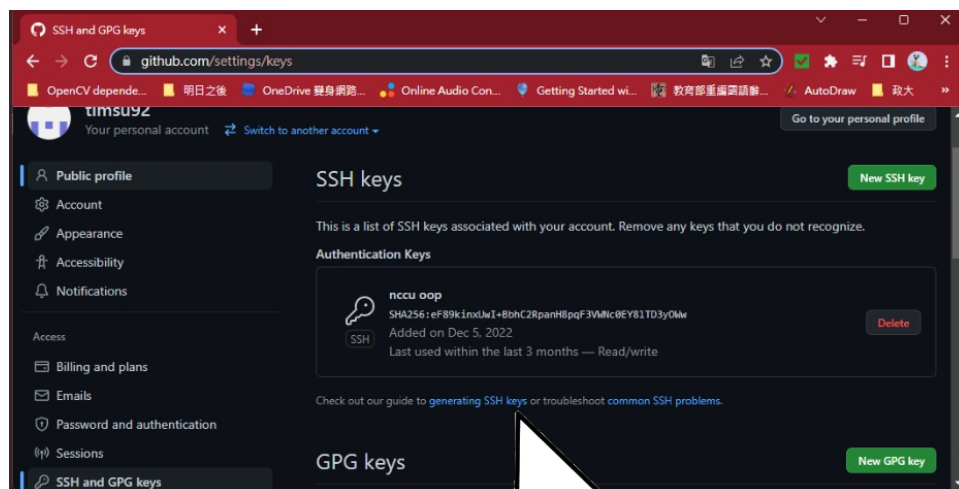 SSH and GPG keys
github.com/settings/keys
OpenCV depende... 明日之後 OneDrive 變身網路... Online Audio Con... Getting Started wi... 教育部重編國語辭... AutoDraw 政大 »
timsu92
Your personal account Switch to another account
Go to your personal profile
Public profile
Account
Appearance
Accessibility
Notifications
Access
Billing and plans
Emails
Password and authentication
Sessions
SSH and GPG keys
SSH keys
New SSH key
This is a list of SSH keys associated with your account. Remove any keys that you do not recognize.
Authentication Keys
SSH
nccu oop
SHA256:eF89kinxUwI+BbhC2RpanH8pqF3VWNc0EY81TD3yOWw
Added on Dec 5, 2022
Last used within the last 3 months — Read/write
Delete
Check out our guide to generating SSH keys or troubleshoot common SSH problems.
GPG keys
New GPG key